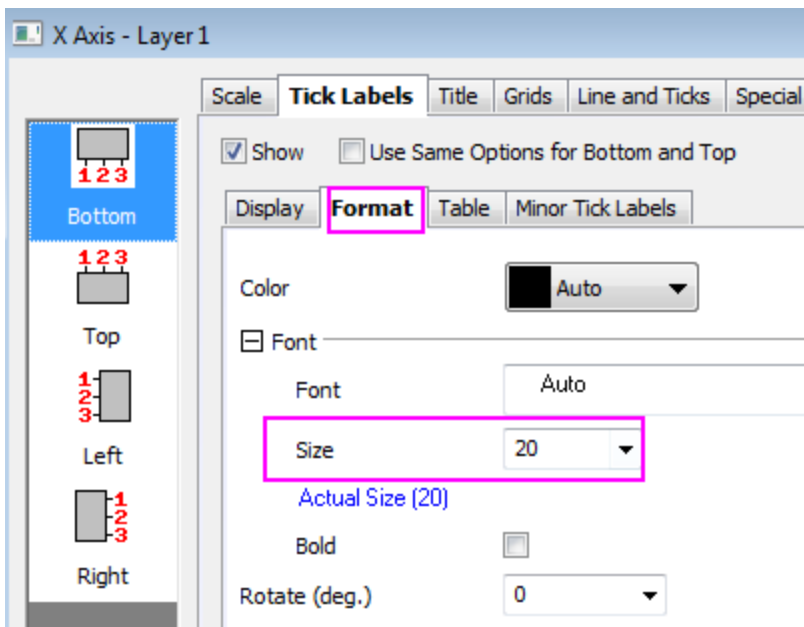 X Axis - Layer 1
Scale Tick Labels Title Grids Line and Ticks Special
Show Use Same Options for Bottom and Top
123
Bottom
Display Format Table Minor Tick Labels
123
Top
Color Auto
Font
Font Auto
1
2
3
Left
Size 20
Actual Size (20)
1
2
3
Right
Bold
Rotate (deg.) 0